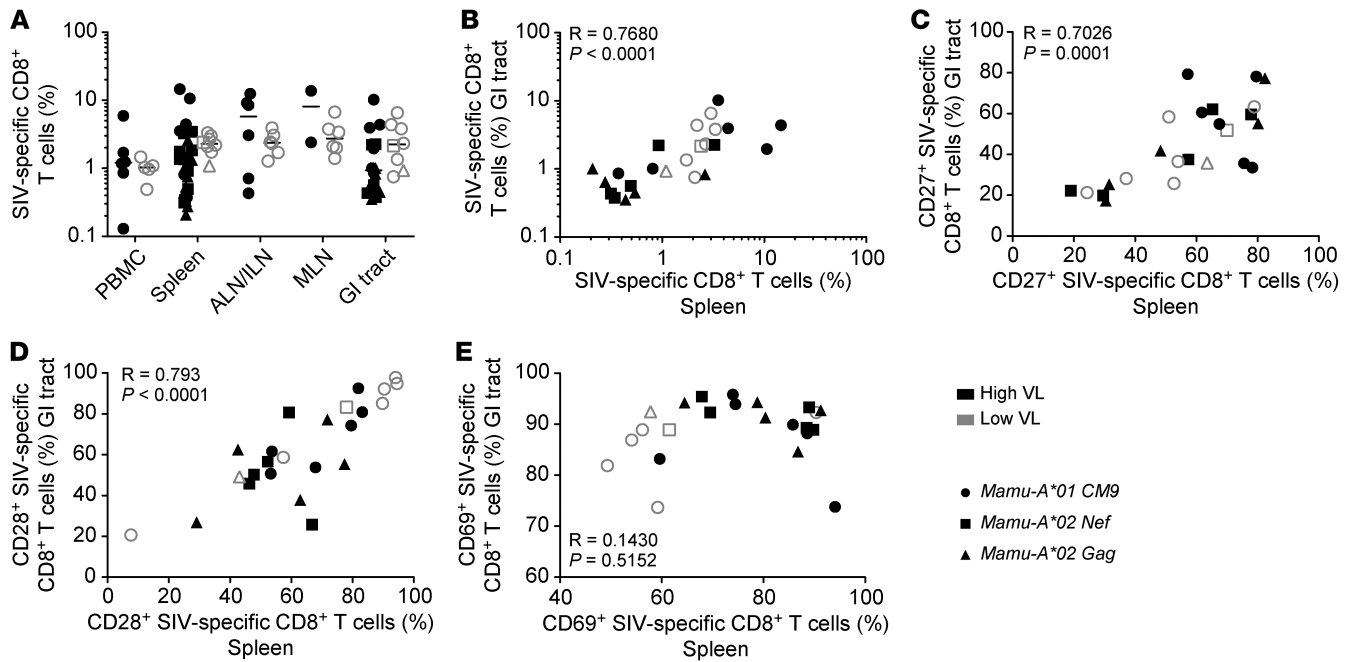 A
SIV-specific CD8⁺
T cells (%)
100
10
1
0.1
PBMC
Spleen
ALN/ILN
MLN
GI tract
B
R = 0.7680
P < 0.0001
SIV-specific CD8⁺
T cells (%) GI tract
100
10
1
0.1
0.1
1
10
100
SIV-specific CD8⁺ T cells (%)
Spleen
C
R = 0.7026
P = 0.0001
CD27⁺ SIV-specific
CD8⁺ T cells (%) GI tract
100
80
60
40
20
0
0
20
40
60
80
100
CD27⁺ SIV-specific CD8⁺ T cells (%)
Spleen
D
R = 0.793
P < 0.0001
CD28⁺ SIV-specific
CD8⁺ T cells (%) GI tract
100
80
60
40
20
0
0
20
40
60
80
100
CD28⁺ SIV-specific CD8⁺ T cells (%)
Spleen
E
CD69⁺ SIV-specific
CD8⁺ T cells (%) GI tract
100
90
80
70
60
R = 0.1430
P = 0.5152
40
60
80
100
CD69⁺ SIV-specific CD8⁺ T cells (%)
Spleen
High VL
Low VL
Mamu-A*01 CM9
Mamu-A*02 Nef
Mamu-A*02 Gag